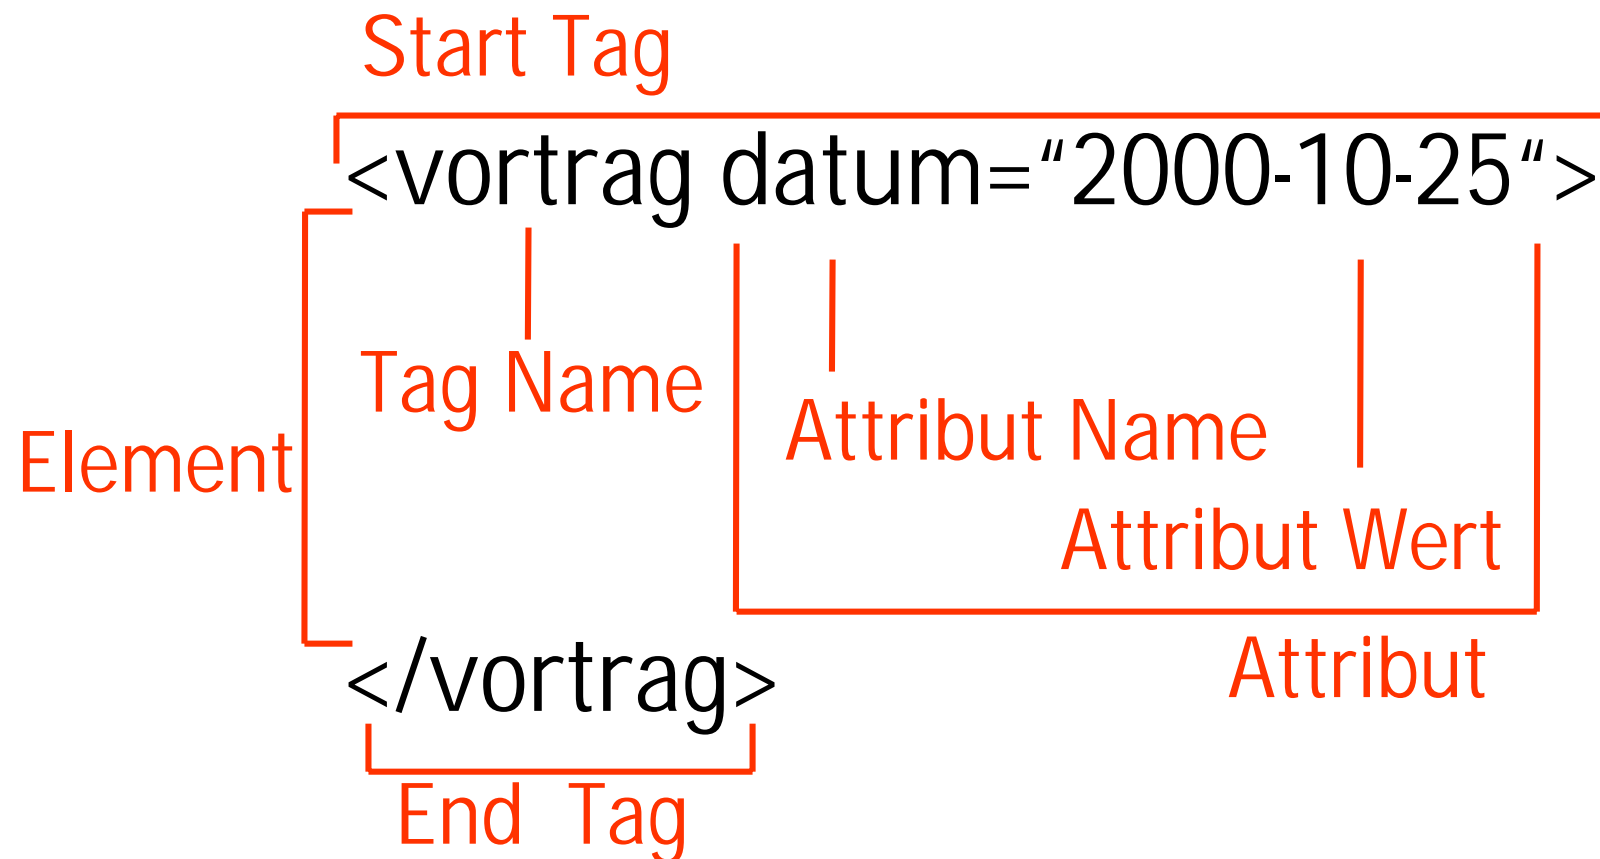 Start Tag
<vortrag datum=“2000-10-25“>
Tag Name
Attribut Name
Element
Attribut Wert
</vortrag>
Attribut
End Tag